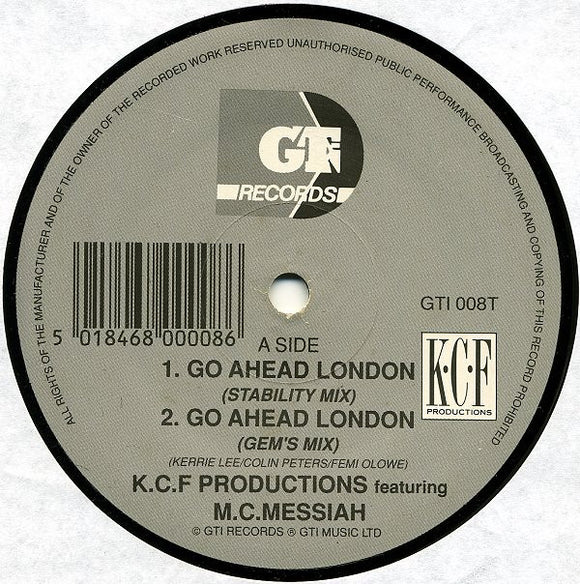 ALL RIGHTS OF THE MANUFACTURER AND OF THE OWNER OF THE RECORDED WORK RESERVED UNAUTHORISED PUBLIC PERFORMANCE BROADCASTING AND COPYING OF THIS RECORD PROHIBITED
GTI
RECORDS
5 018468 000086
GTI 008T
A SIDE
1. GO AHEAD LONDON
(STABILITY MIX)
2. GO AHEAD LONDON
(GEM'S MIX)
(KERRIE LEE/COLIN PETERS/FEMI OLOWE)
K·C·F
PRODUCTIONS
K.C.F PRODUCTIONS featuring
M.C.MESSIAH
© GTI RECORDS ® GTI MUSIC LTD